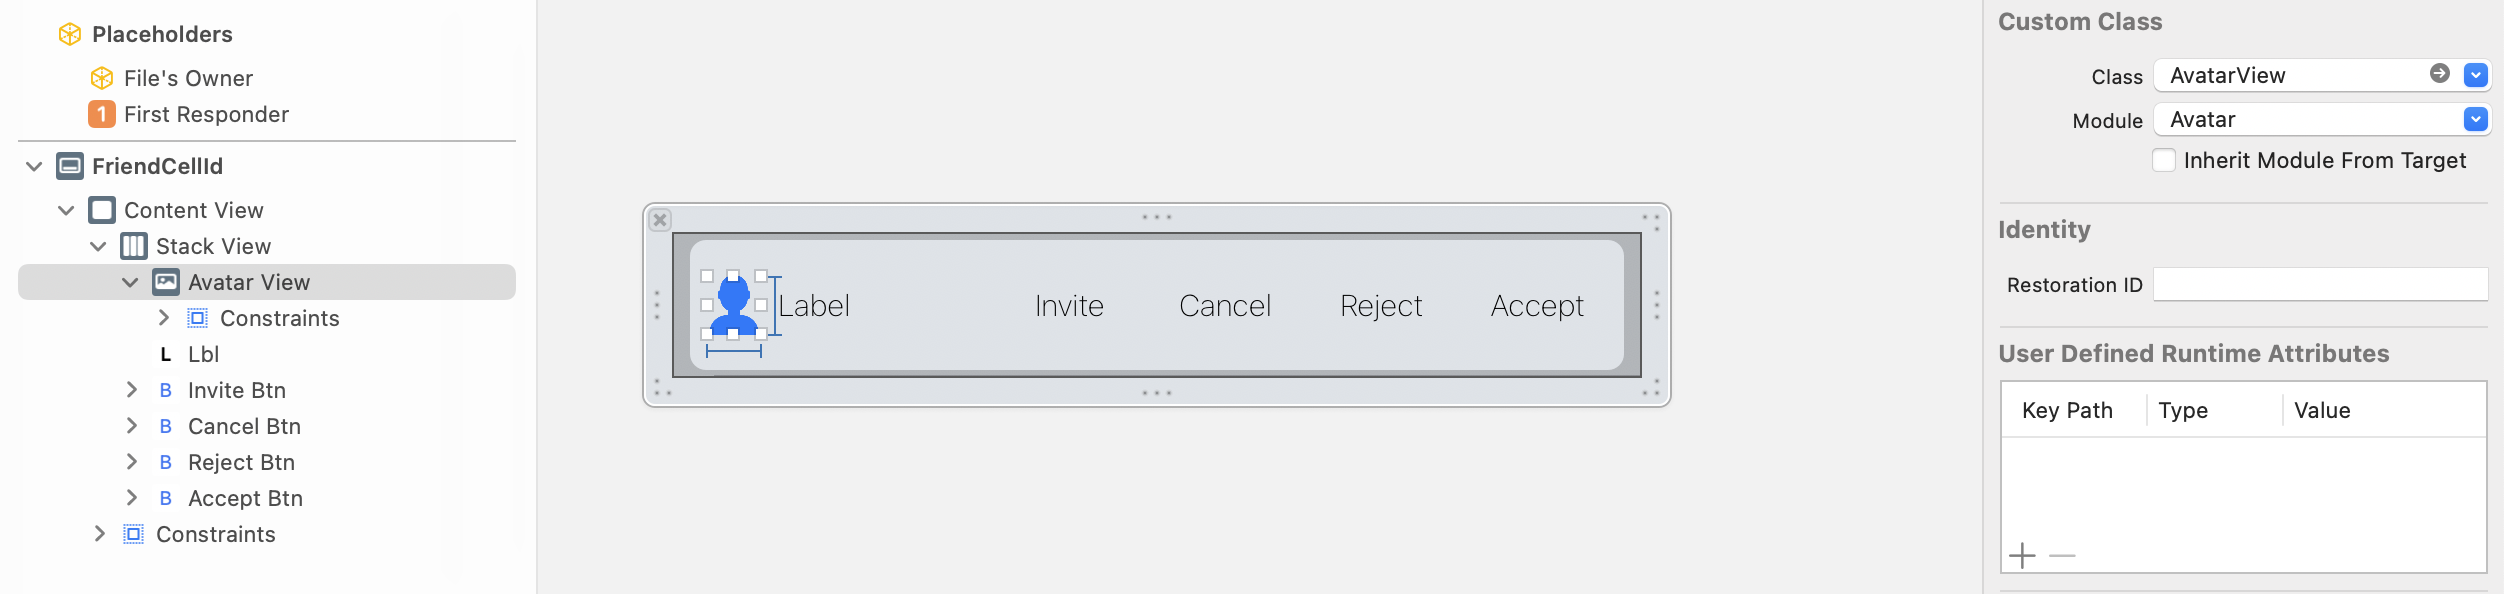 Placeholders
File's Owner
1 First Responder
FriendCellId
Content View
Stack View
Avatar View
Constraints
L Lbl
B Invite Btn
B Cancel Btn
B Reject Btn
B Accept Btn
Constraints
Label Invite Cancel Reject Accept
Custom Class
Class AvatarView
Module Avatar
Inherit Module From Target
Identity
Restoration ID
User Defined Runtime Attributes
Key Path Type Value